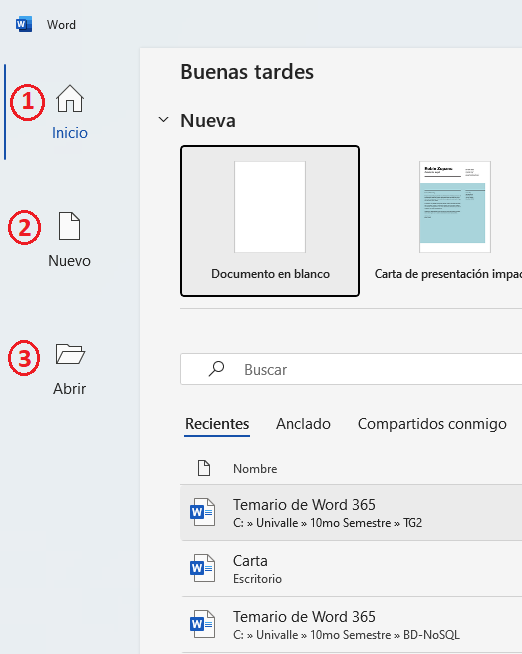 Word
Buenas tardes
1
Inicio
Nueva
Documento en blanco
Carta de presentación impac
2
Nuevo
3
Abrir
Buscar
Recientes Anclado Compartidos conmigo
Nombre
Temario de Word 365
C: » Univalle » 10mo Semestre » TG2
Carta
Escritorio
Temario de Word 365
C: » Univalle » 10mo Semestre » BD-NoSQL